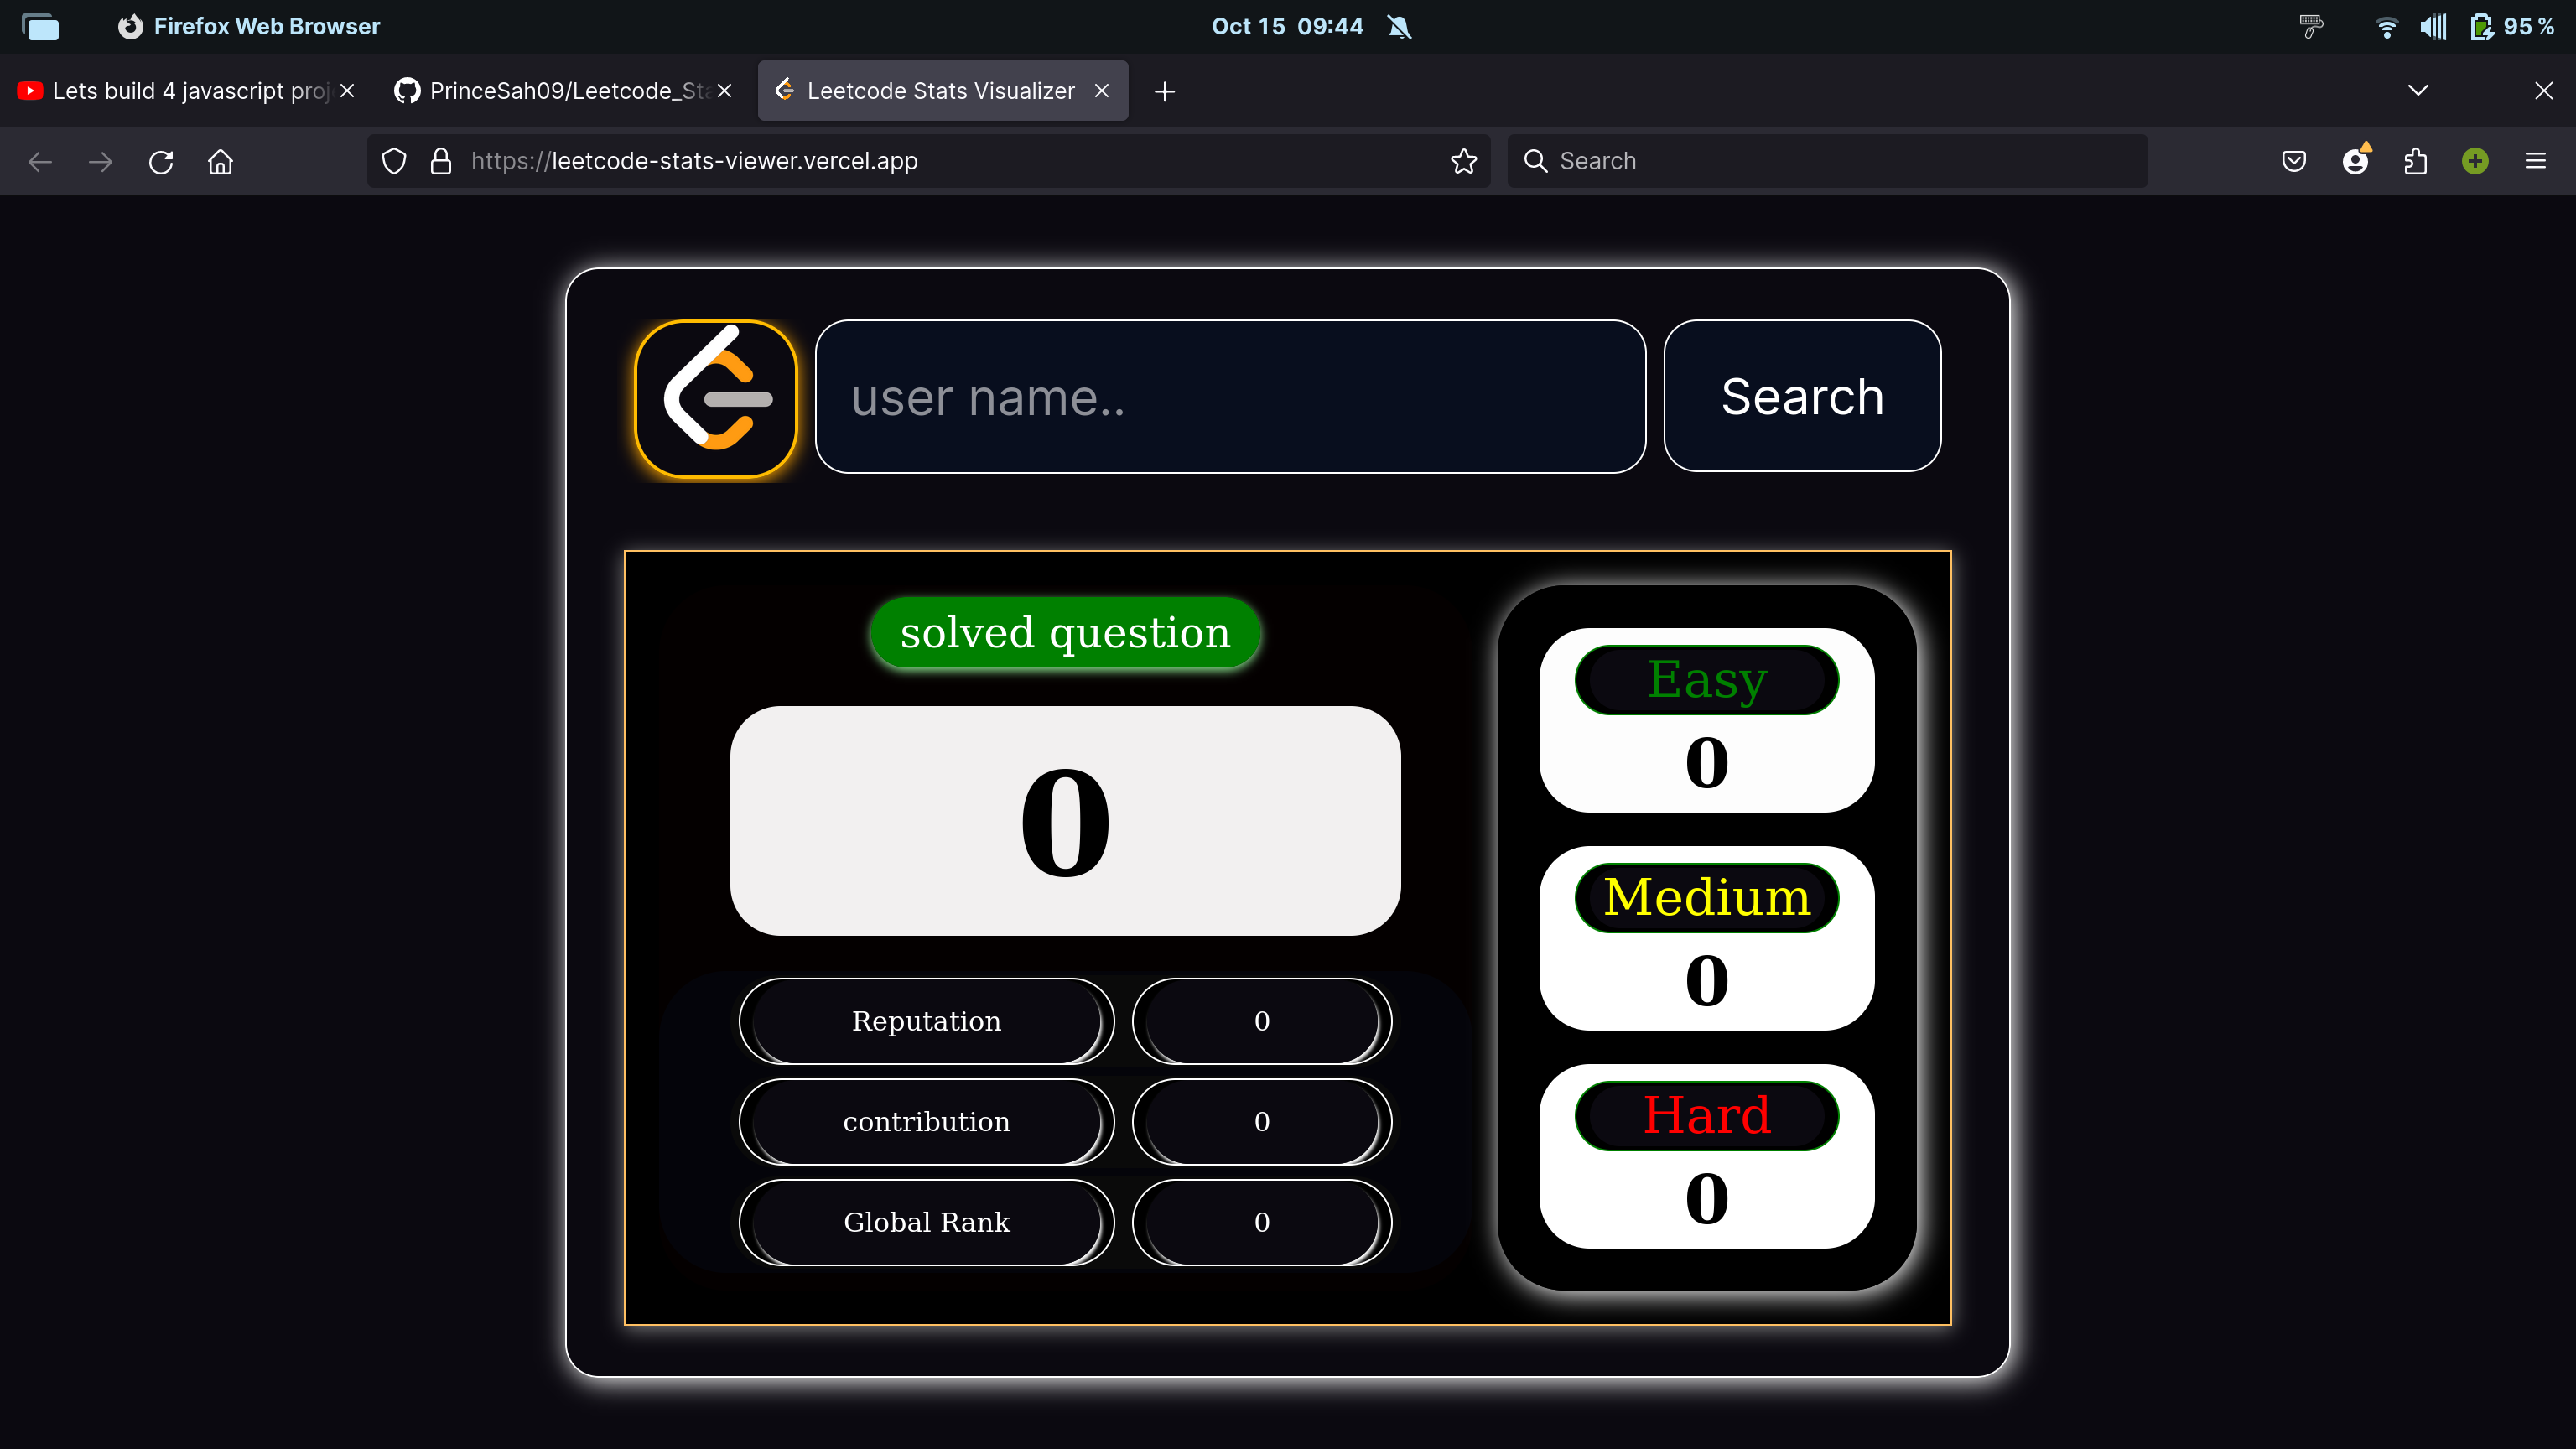 Firefox Web Browser
Oct 15 09:44
95 %
Lets build 4 javascript proj
PrinceSah09/Leetcode_Sta
Leetcode Stats Visualizer
https://leetcode-stats-viewer.vercel.app
Search
user name..
Search
solved question
0
Reputation
0
contribution
0
Global Rank
0
Easy
0
Medium
0
Hard
0